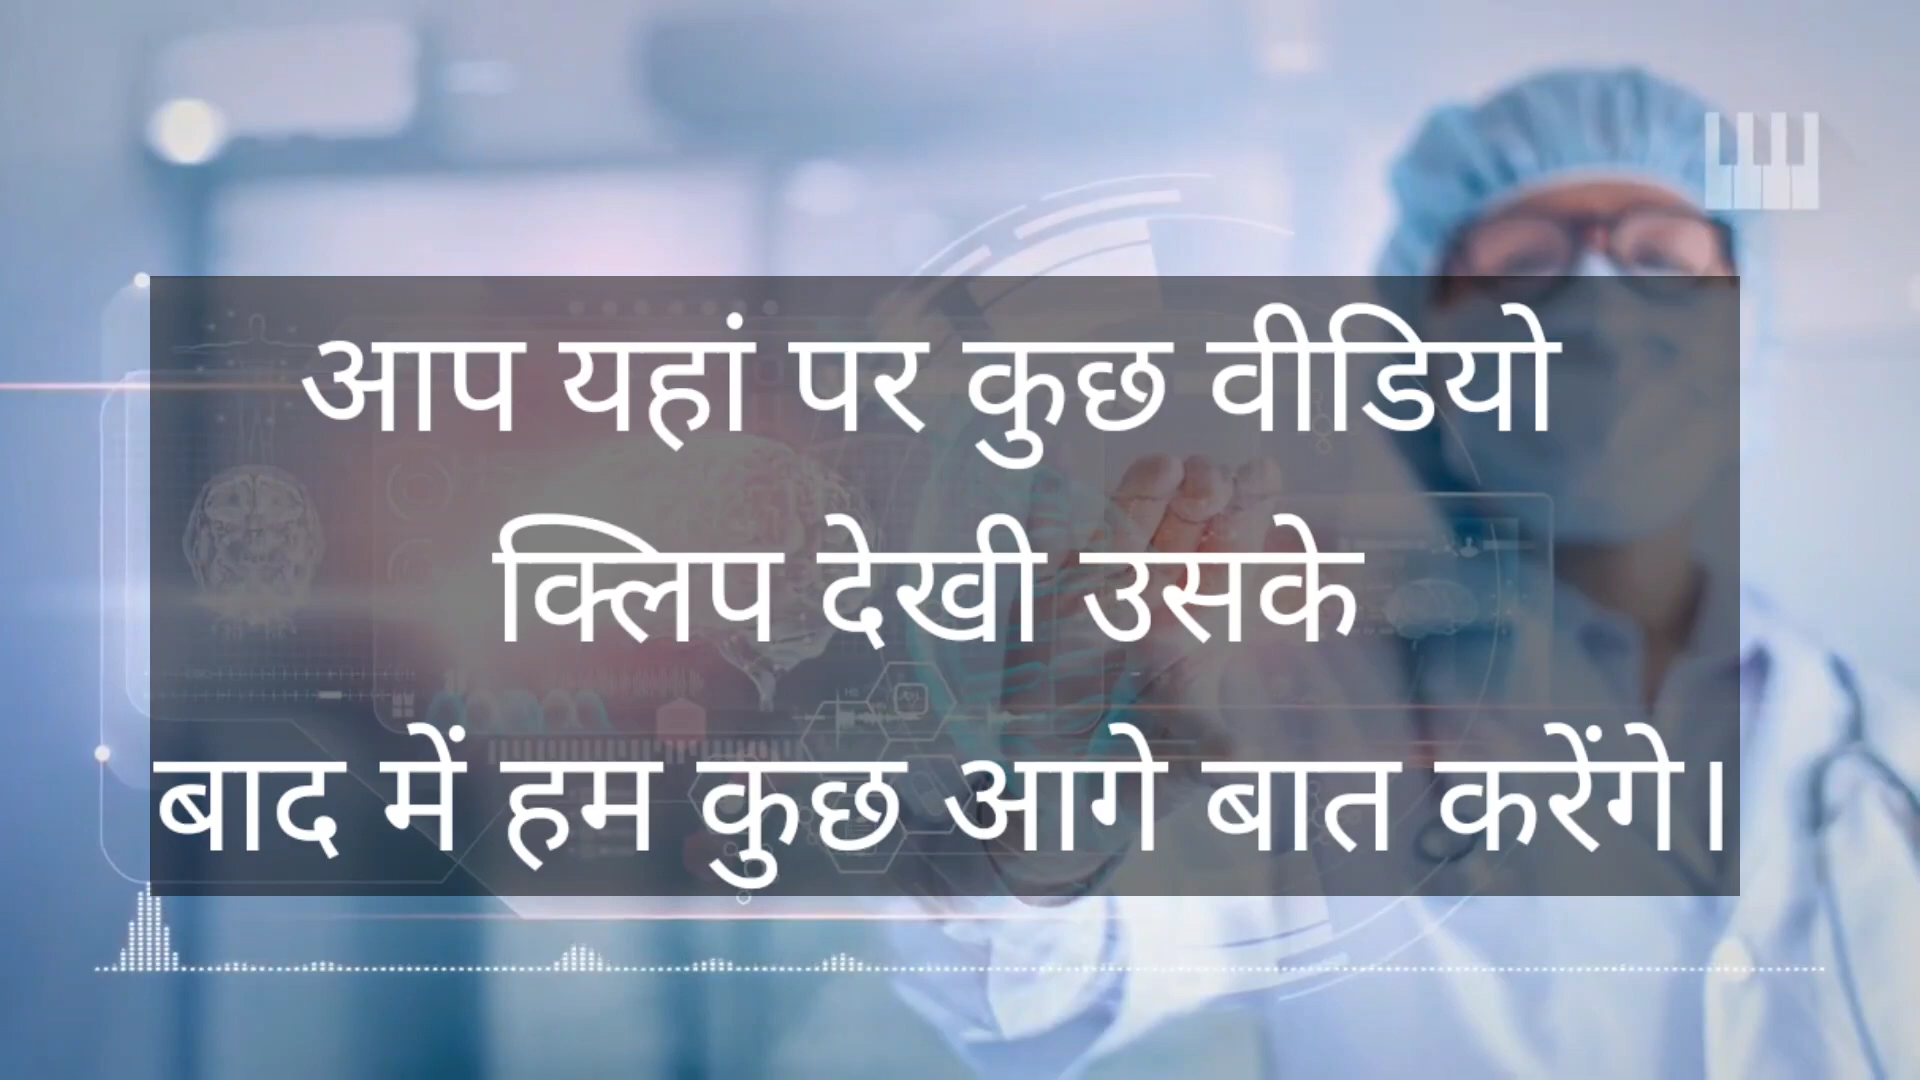 आप यहां पर कुछ वीडियो
क्लिप देखी उसके
बाद में हम कुछ आगे बात करेंगे।